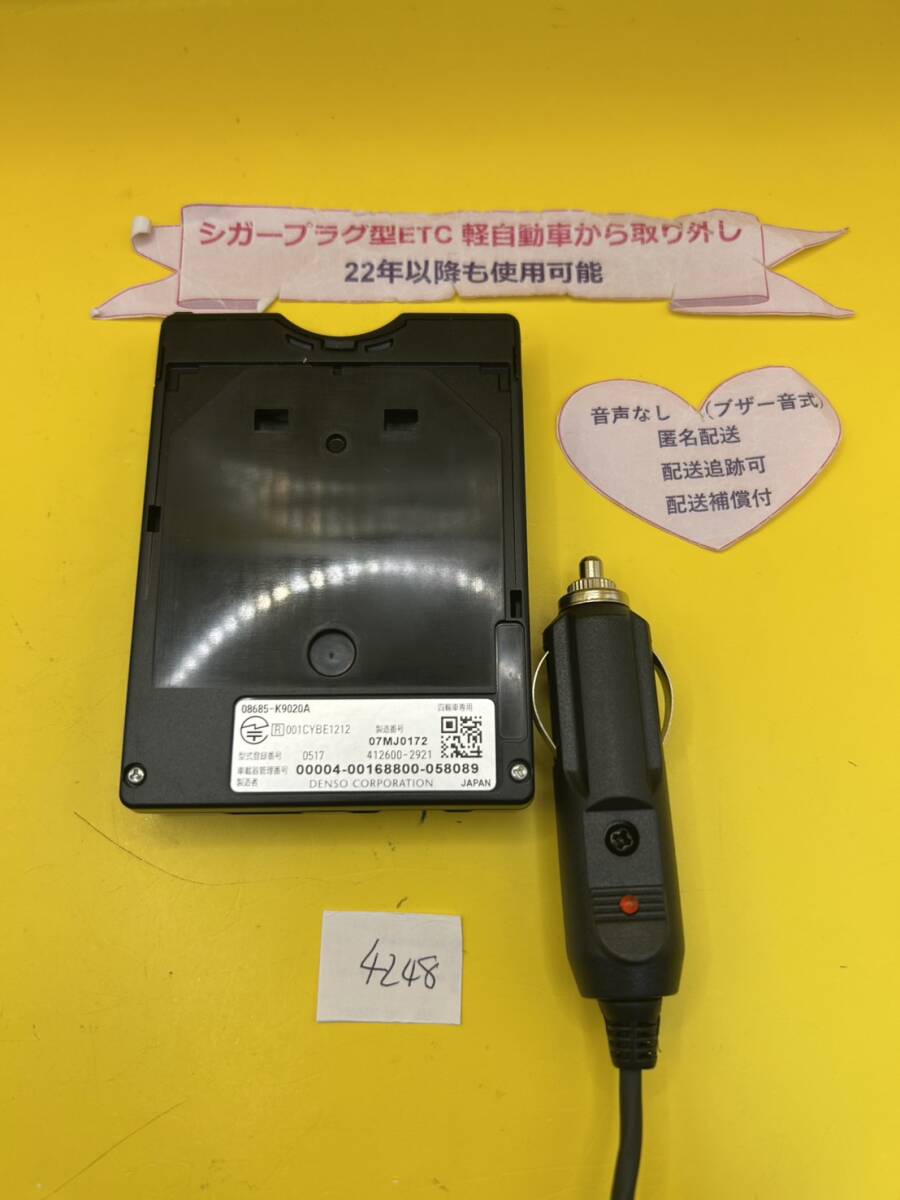 シガープラグ型ETC 軽自動車から取り外し
22年以降も使用可能
音声なし (ブザー音式)
匿名配送
配送追跡可
配送補償付
08685-K9020A 四輪車専用
R 001CYBE1212 製造番号
07MJ0172
型式登録番号 0517 412600-2921
車載器管理番号 00004-00168800-058089
製造者 DENSO CORPORATION JAPAN
4248